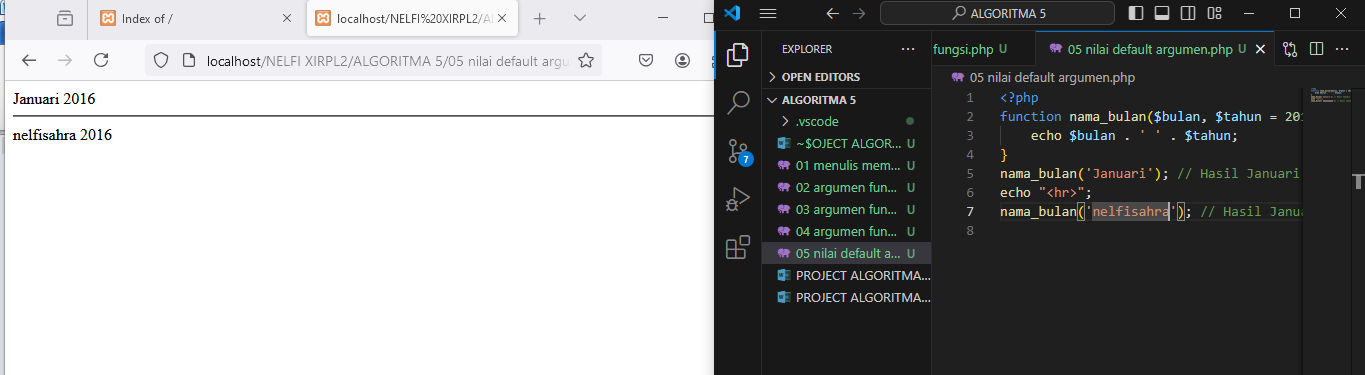 Index of /
localhost/NELFI%20XIRPL2/Al
localhost/NELFI XIRPL2/ALGORITMA 5/05 nilai default argu
Januari 2016
nelfisahra 2016
ALGORITMA 5
EXPLORER
OPEN EDITORS
ALGORITMA 5
.vscode
~$OJECT ALGOR... U
01 menulis mem... U
02 argumen fun... U
03 argumen fun... U
04 argumen fun... U
05 nilai default a... U
PROJECT ALGORITMA...
PROJECT ALGORITMA...
7
fungsi.php U
05 nilai default argumen.php U
05 nilai default argumen.php
1 <?php
2 function nama_bulan($bulan, $tahun = 201
3 echo $bulan . ' ' . $tahun;
4 }
5 nama_bulan('Januari'); // Hasil Januari
6 echo "<hr>";
7 nama_bulan('nelfisahra'); // Hasil Janu
8